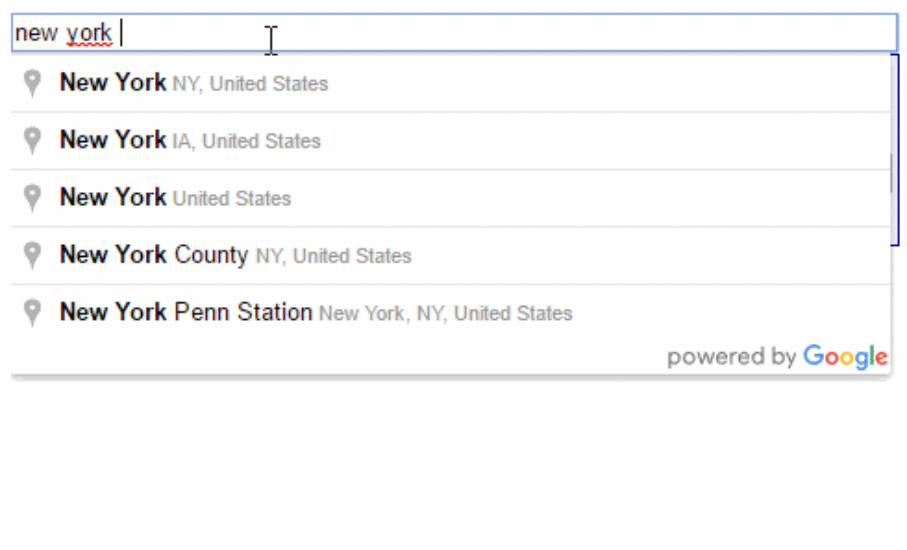 new york
New York NY, United States
New York IA, United States
New York United States
New York County NY, United States
New York Penn Station New York, NY, United States
powered by Google